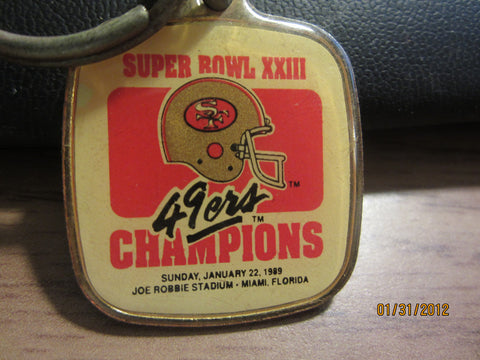 SUPER BOWL XXIII
SF
TM
49ers TM
CHAMPIONS
SUNDAY, JANUARY 22, 1989
JOE ROBBIE STADIUM - MIAMI, FLORIDA
01/31/2012